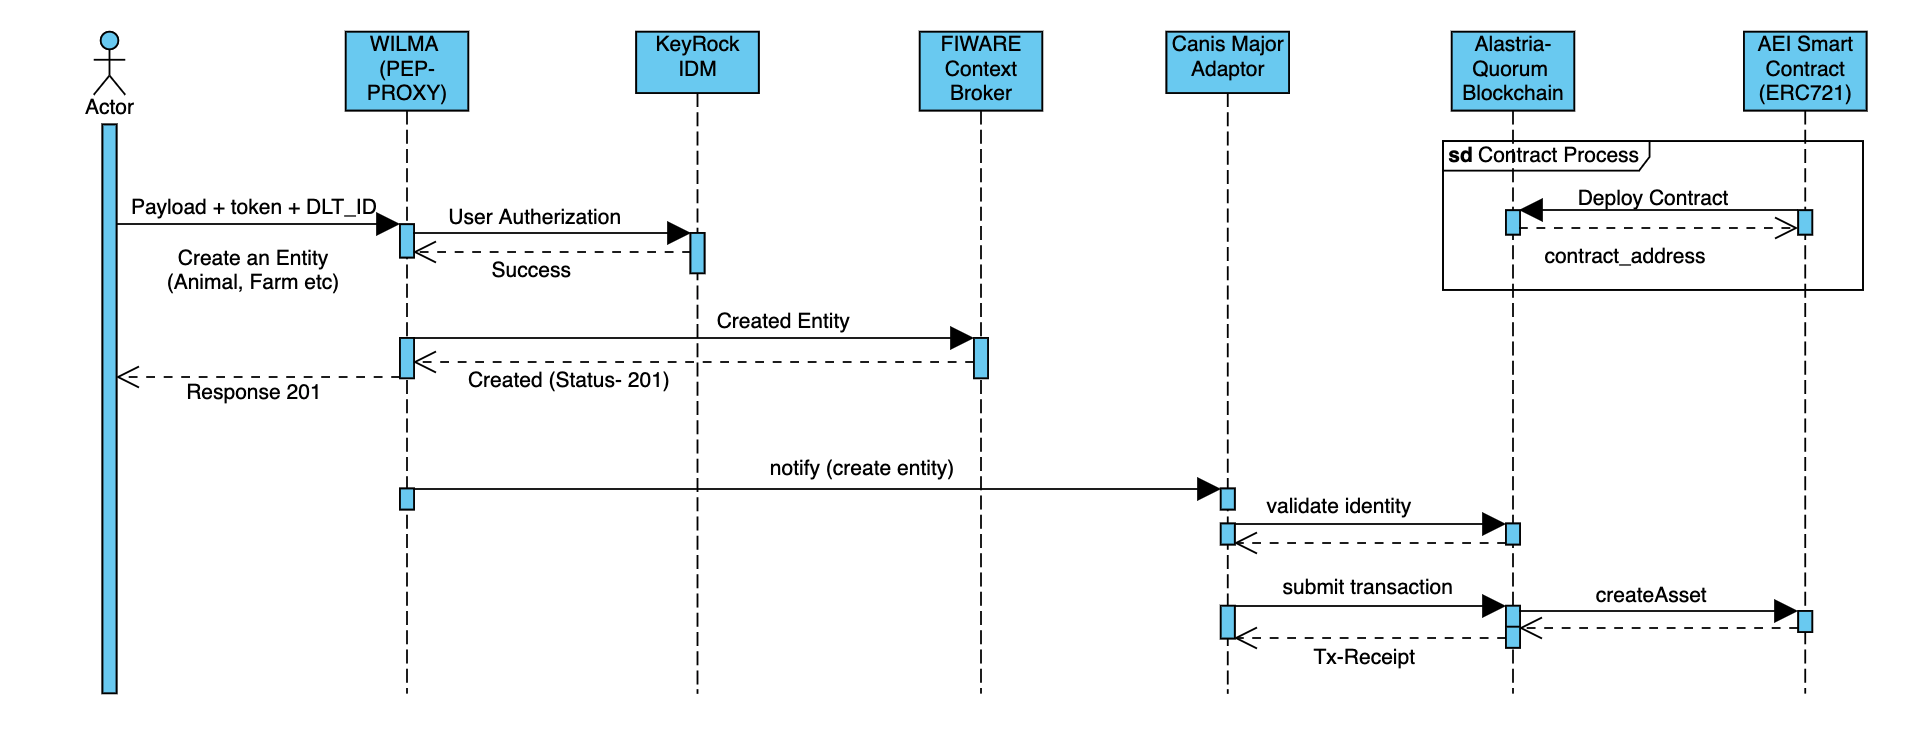 Actor
WILMA
(PEP-
PROXY)
KeyRock
IDM
FIWARE
Context
Broker
Canis Major
Adaptor
Alastria-
Quorum
Blockchain
AEI Smart
Contract
(ERC721)
sd Contract Process
Deploy Contract
contract_address
Payload + token + DLT_ID
User Autherization
Create an Entity
(Animal, Farm etc)
Success
Created Entity
Created (Status- 201)
Response 201
notify (create entity)
validate identity
submit transaction
createAsset
Tx-Receipt